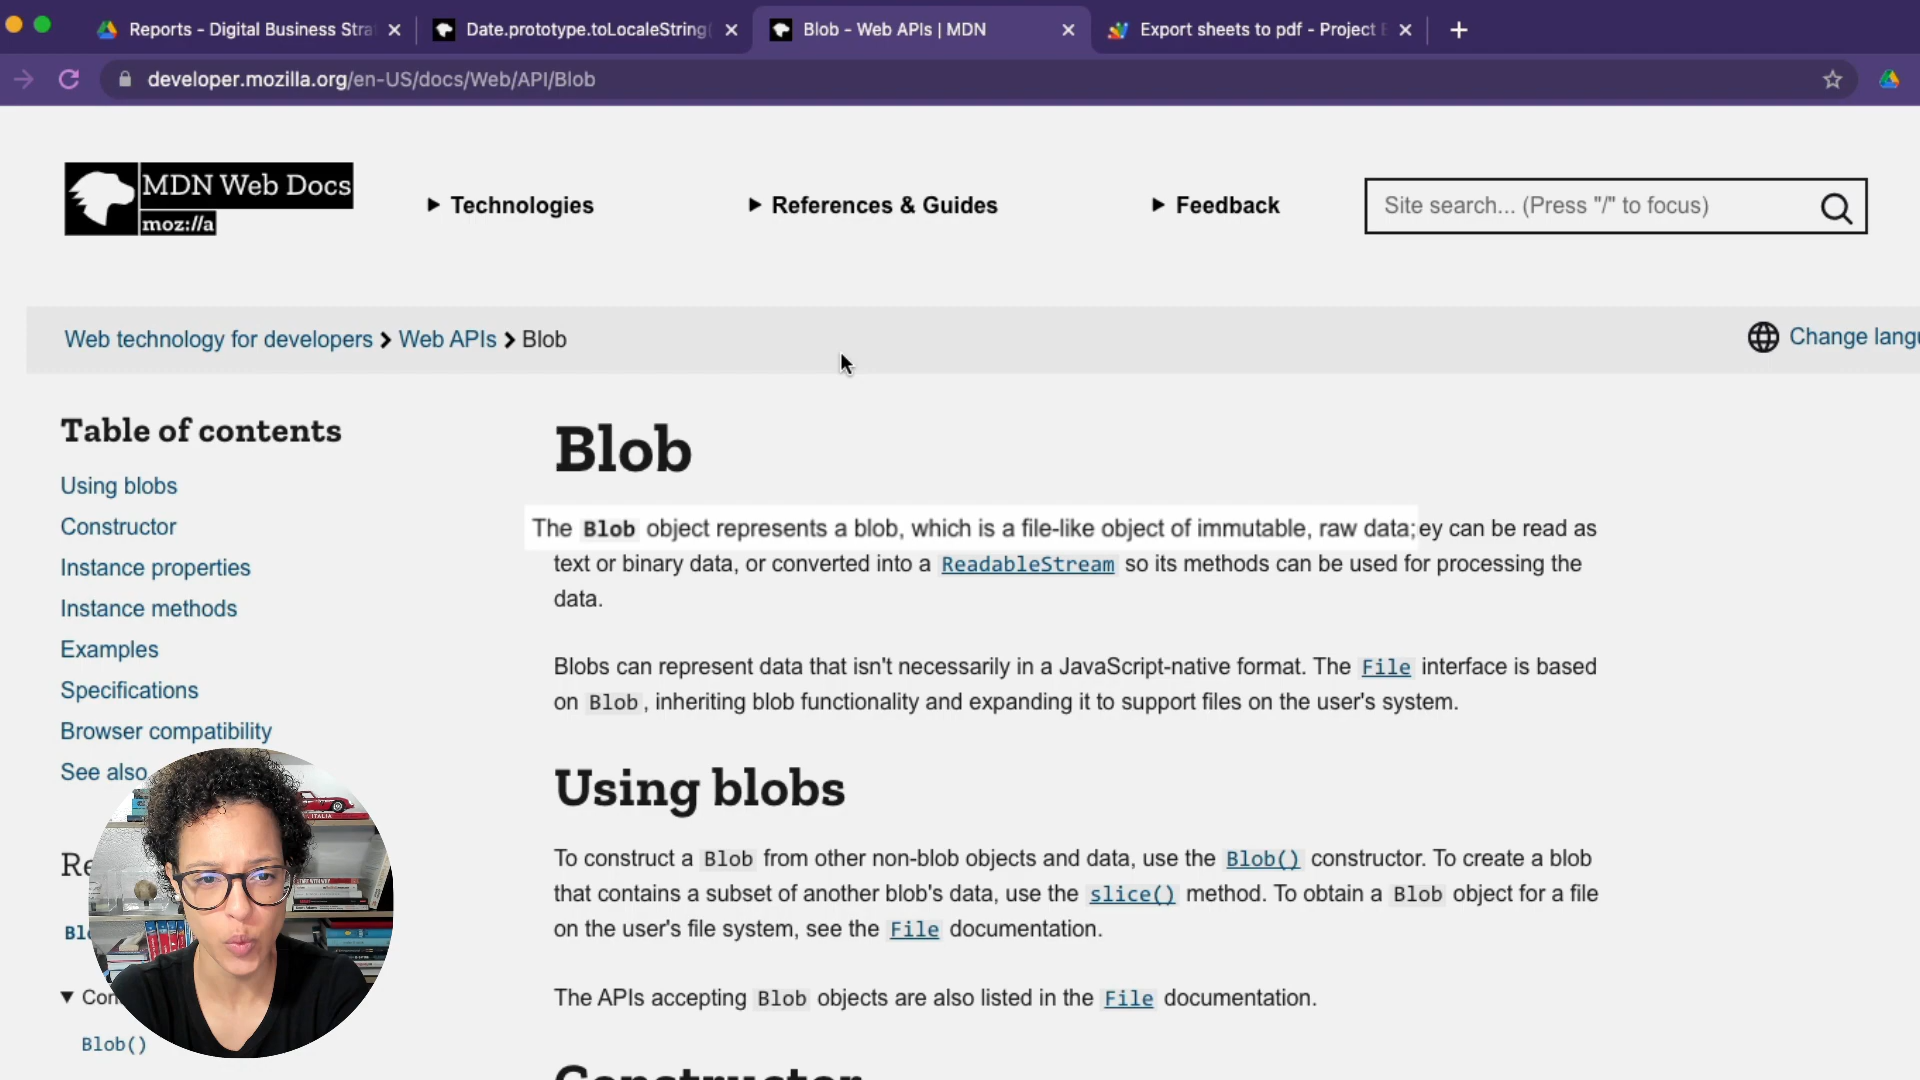 Reports - Digital Business Stra
Date.prototype.toLocaleString(
Blob - Web APIs | MDN
Export sheets to pdf - Project E
developer.mozilla.org/en-US/docs/Web/API/Blob
MDN Web Docs
moz://a
Technologies
References & Guides
Feedback
Site search... (Press "/" to focus)
Web technology for developers
Web APIs
Blob
Change langu
Table of contents
Using blobs
Constructor
Instance properties
Instance methods
Examples
Specifications
Browser compatibility
See also
Re
Blo
Con
Blob()
Blob
The Blob object represents a blob, which is a file-like object of immutable, raw data;ey can be read as
text or binary data, or converted into a ReadableStream so its methods can be used for processing the
data.
Blobs can represent data that isn't necessarily in a JavaScript-native format. The File interface is based
on Blob, inheriting blob functionality and expanding it to support files on the user's system.
Using blobs
To construct a Blob from other non-blob objects and data, use the Blob() constructor. To create a blob
that contains a subset of another blob's data, use the slice() method. To obtain a Blob object for a file
on the user's file system, see the File documentation.
The APIs accepting Blob objects are also listed in the File documentation.
Constructor